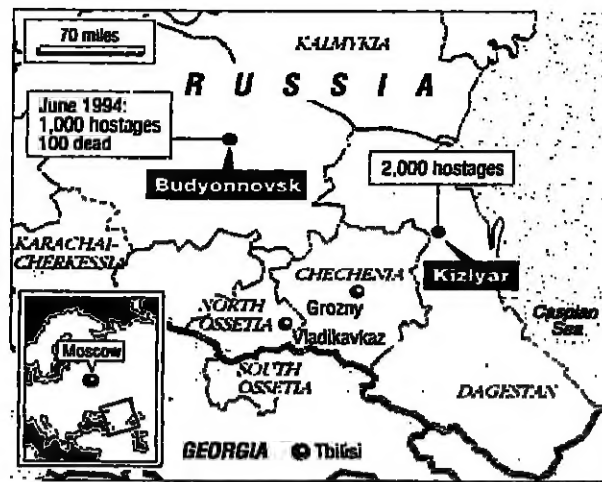 70 miles
KALMYKIA
RUSSIA
June 1994:
1,000 hostages
100 dead
2,000 hostages
Budyonnovsk
KARACHAI-
CHERKESSIA
CHECHENIA
Kizlyar
Grozny
NORTH
OSSETIA
Vladikavkaz
Caspian
Sea
Moscow
SOUTH
OSSETIA
DAGESTAN
GEORGIA
Tbilisi